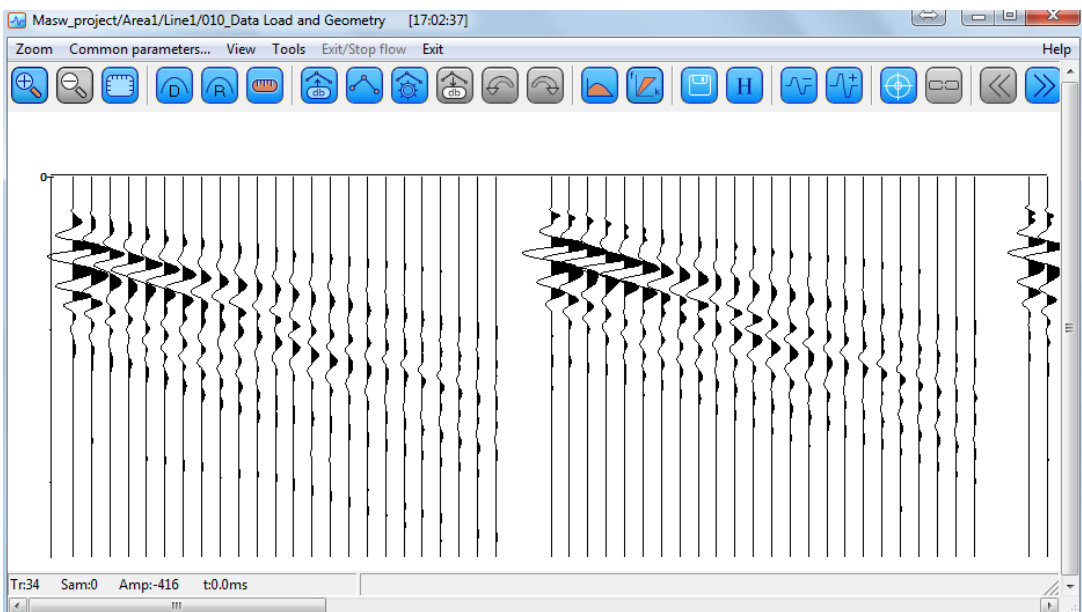 Masw_project/Area1/Line1/010_Data Load and Geometry [17:02:37]
Zoom Common parameters... View Tools Exit/Stop flow Exit Help
D R db db f k H
0
Tr:34 Sam:0 Amp:-416 t:0.0ms